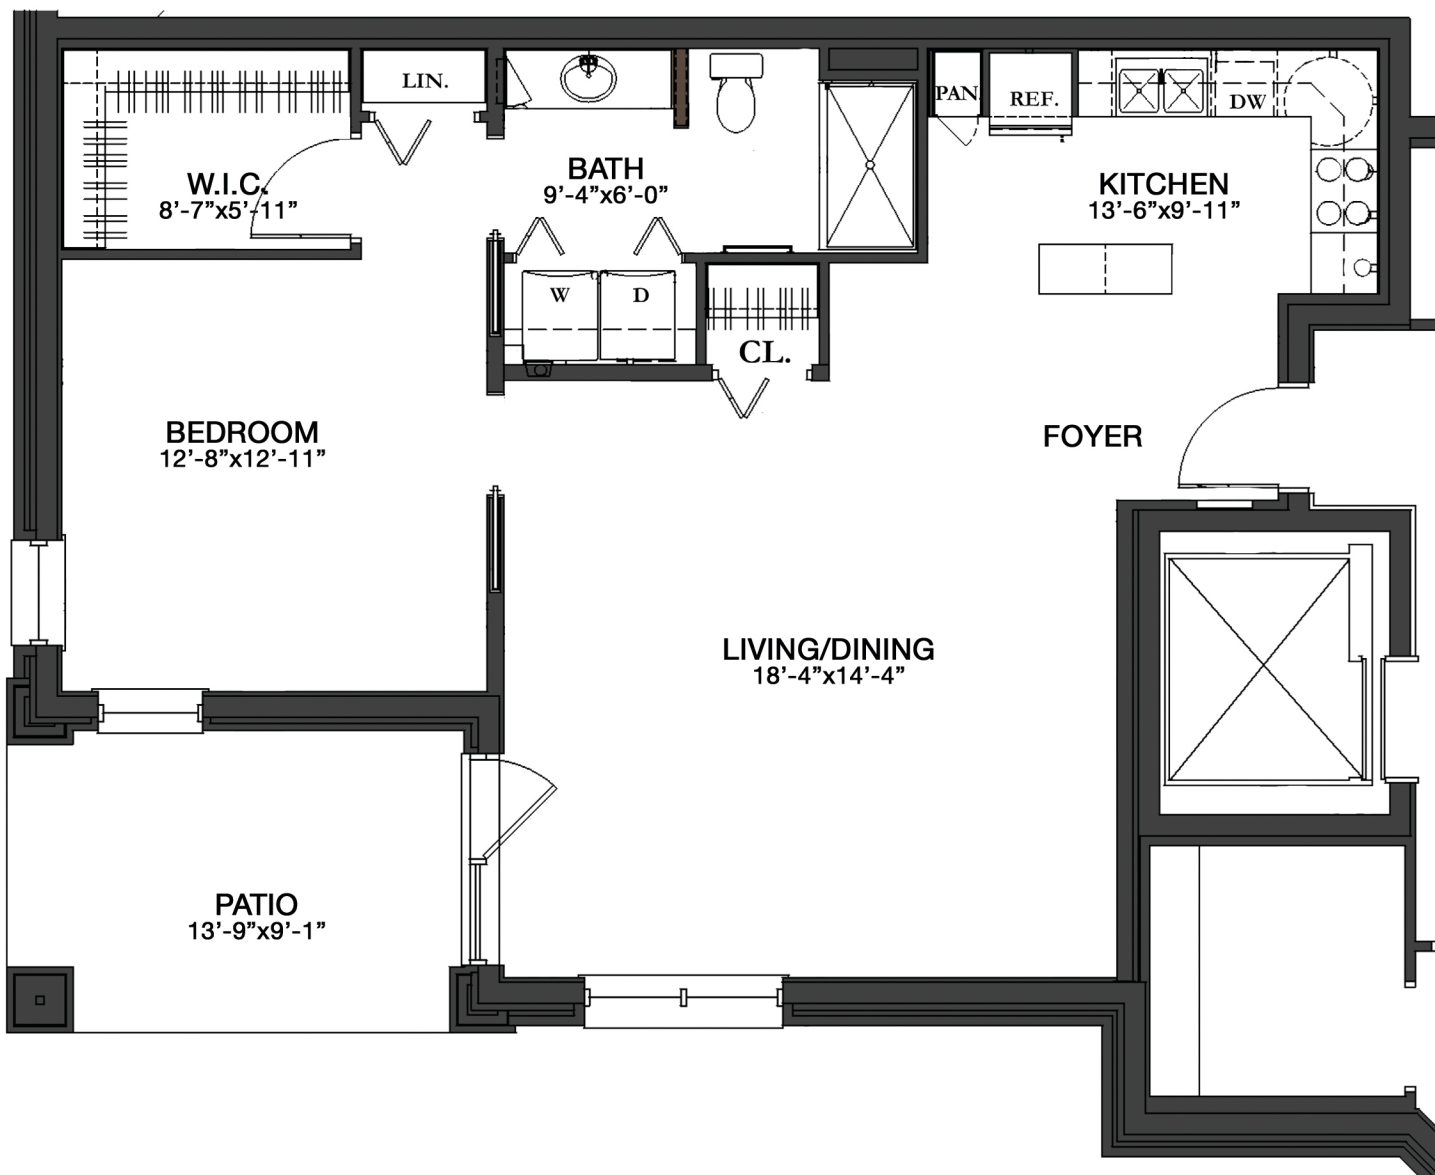 LIN.
PAN.
REF.
DW
W.I.C.
8’-7”x5’-11”
BATH
9’-4”x6’-0”
KITCHEN
13’-6”x9’-11”
W
D
CL.
BEDROOM
12’-8”x12’-11”
FOYER
LIVING/DINING
18’-4”x14’-4”
PATIO
13’-9”x9’-1”